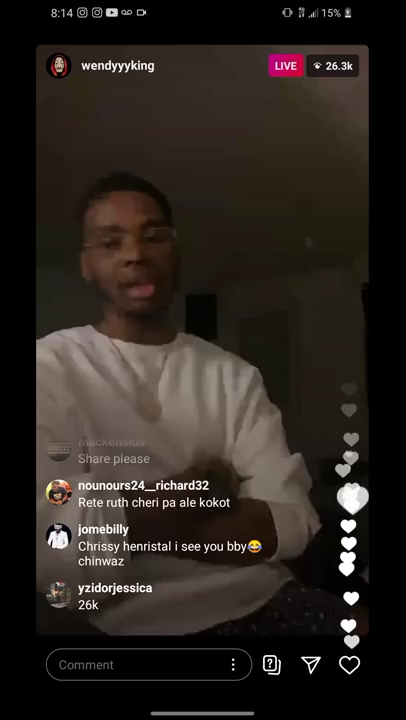 8:14
15%
wendyyyking
LIVE
26.3k
mackensius
Share please
nounours24__richard32
Rete ruth cheri pa ale kokot
jomebilly
Chrissy henristal i see you bby😂
chinwaz
yzidorjessica
26k
Comment